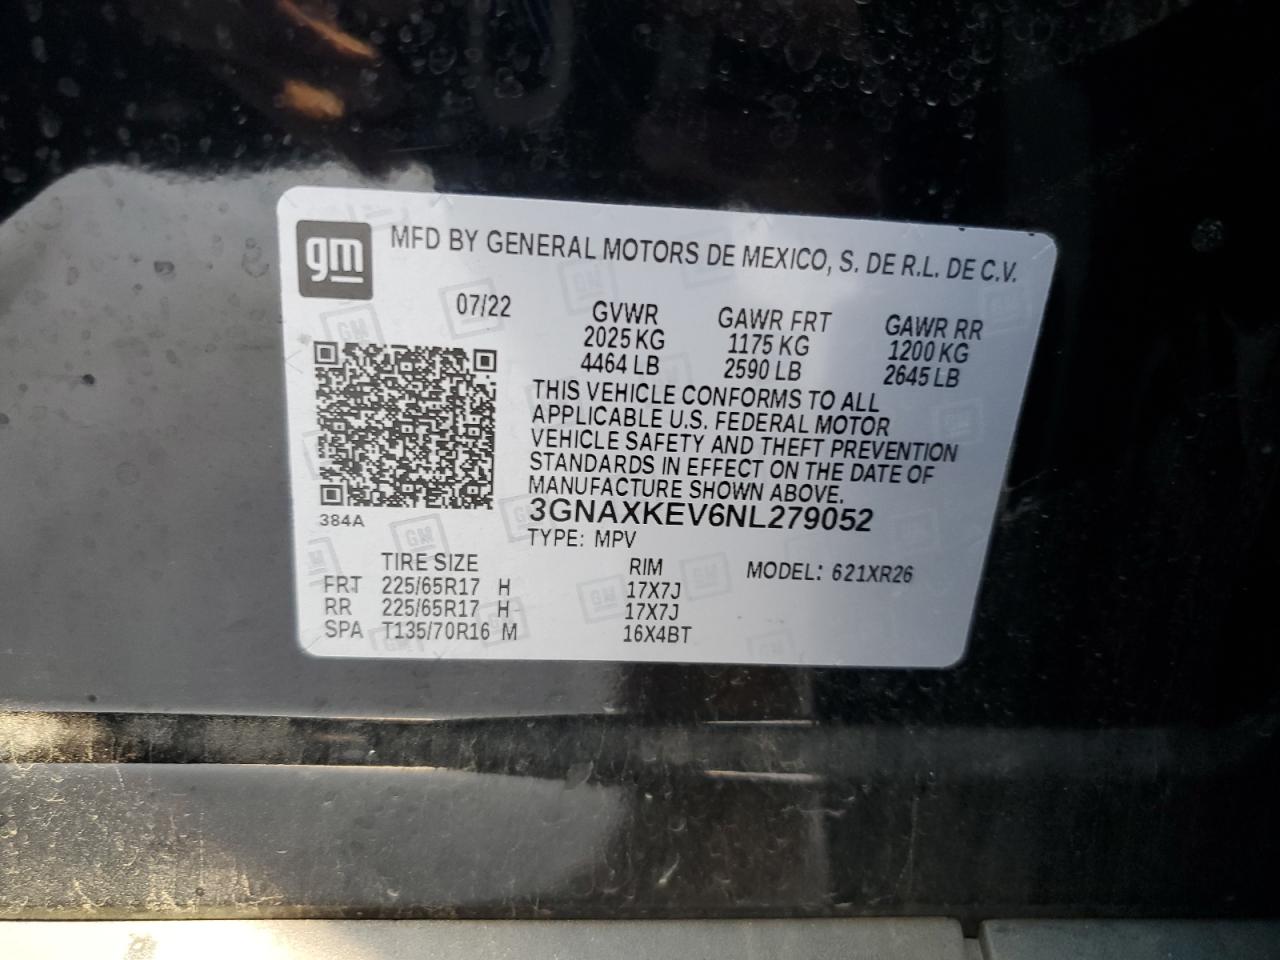 gm MFD BY GENERAL MOTORS DE MEXICO, S. DE R.L. DE C.V.
07/22 GVWR GAWR FRT GAWR RR
2025 KG 1175 KG 1200 KG
4464 LB 2590 LB 2645 LB
THIS VEHICLE CONFORMS TO ALL
APPLICABLE U.S. FEDERAL MOTOR
VEHICLE SAFETY AND THEFT PREVENTION
STANDARDS IN EFFECT ON THE DATE OF
MANUFACTURE SHOWN ABOVE.
384A 3GNAXKEV6NL279052
TYPE: MPV
TIRE SIZE RIM MODEL: 621XR26
FRT 225/65R17 H 17X7J
RR 225/65R17 H 17X7J
SPA T135/70R16 M 16X4BT